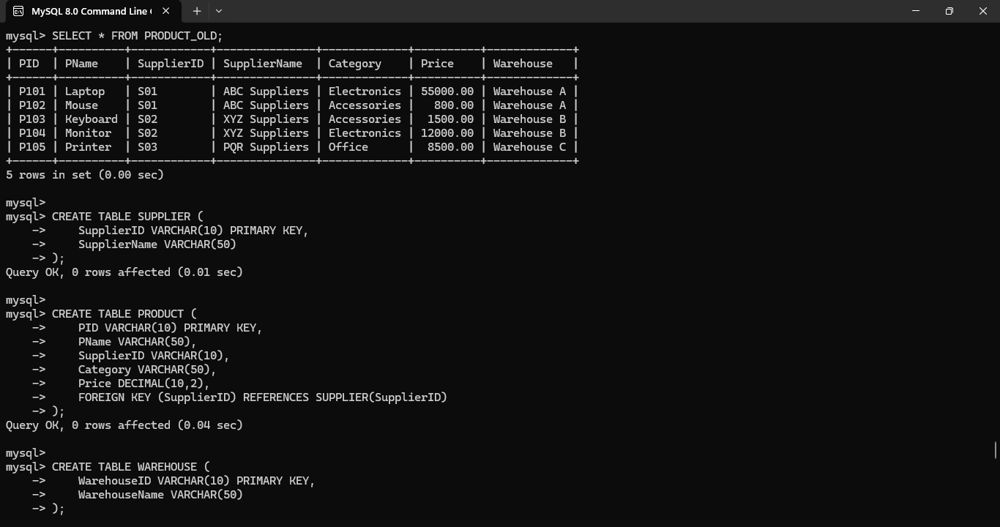 MySQL 8.0 Command Line
mysql> SELECT * FROM PRODUCT_OLD;
+------+----------+------------+---------------+-------------+----------+-------------+
| PID  | PName    | SupplierID | SupplierName  | Category    | Price    | Warehouse   |
+------+----------+------------+---------------+-------------+----------+-------------+
| P101 | Laptop   | S01        | ABC Suppliers | Electronics | 55000.00 | Warehouse A |
| P102 | Mouse    | S01        | ABC Suppliers | Accessories |   800.00 | Warehouse A |
| P103 | Keyboard | S02        | XYZ Suppliers | Accessories |  1500.00 | Warehouse B |
| P104 | Monitor  | S02        | XYZ Suppliers | Electronics | 12000.00 | Warehouse B |
| P105 | Printer  | S03        | PQR Suppliers | Office      |  8500.00 | Warehouse C |
+------+----------+------------+---------------+-------------+----------+-------------+
5 rows in set (0.00 sec)
mysql>
mysql> CREATE TABLE SUPPLIER (
    ->     SupplierID VARCHAR(10) PRIMARY KEY,
    ->     SupplierName VARCHAR(50)
    -> );
Query OK, 0 rows affected (0.01 sec)
mysql>
mysql> CREATE TABLE PRODUCT (
    ->     PID VARCHAR(10) PRIMARY KEY,
    ->     PName VARCHAR(50),
    ->     SupplierID VARCHAR(10),
    ->     Category VARCHAR(50),
    ->     Price DECIMAL(10,2),
    ->     FOREIGN KEY (SupplierID) REFERENCES SUPPLIER(SupplierID)
    -> );
Query OK, 0 rows affected (0.04 sec)
mysql>
mysql> CREATE TABLE WAREHOUSE (
    ->     WarehouseID VARCHAR(10) PRIMARY KEY,
    ->     WarehouseName VARCHAR(50)
    -> );